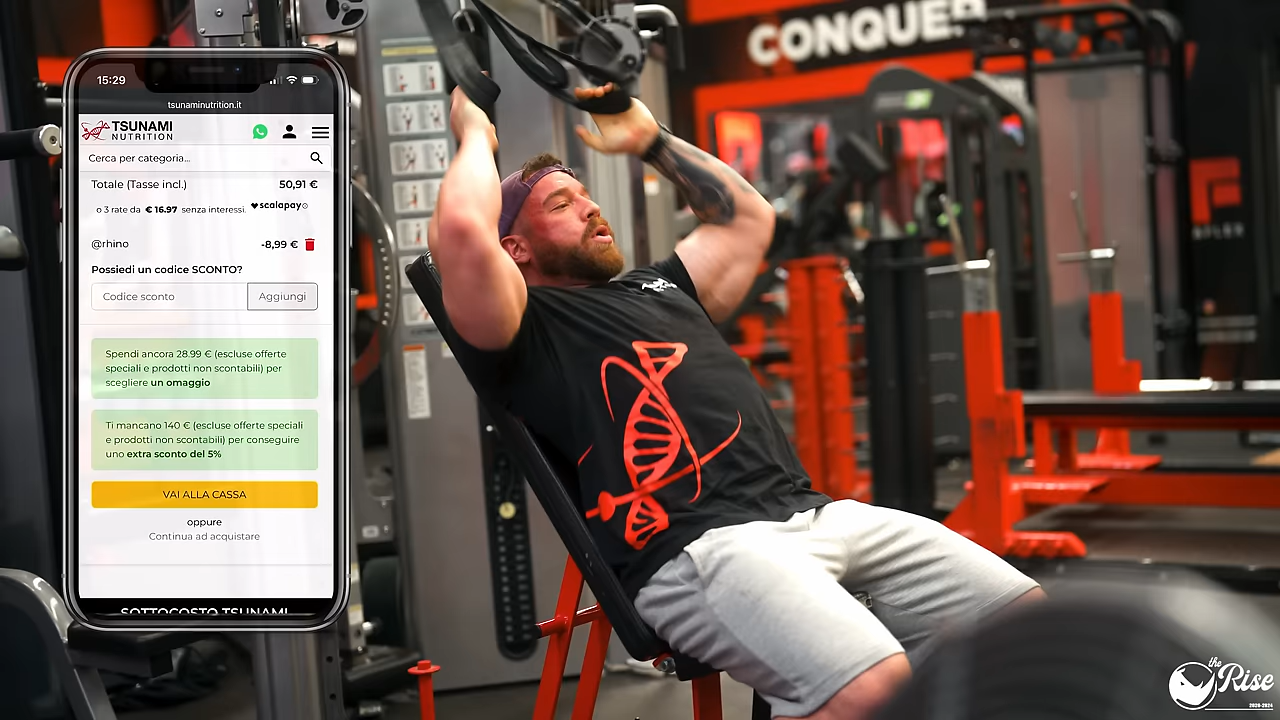 CONQUER.
15:29
tsunaminutrition.it
TSUNAMI
NUTRITION
Cerca per categoria...
Totale (Tasse incl.) 50,91 €
o 3 rate da € 16.97 senza interessi. scalapay
@rhino -8,99 €
Possiedi un codice SCONTO?
Codice sconto Aggiungi
Spendi ancora 28.99 € (escluse offerte
speciali e prodotti non scontabili) per
scegliere un omaggio
Ti mancano 140 € (escluse offerte speciali
e prodotti non scontabili) per conseguire
uno extra sconto del 5%
VAI ALLA CASSA
oppure
Continua ad acquistare
SOTTOCOSTO TSUNAMI
the
Rise
2020-2024